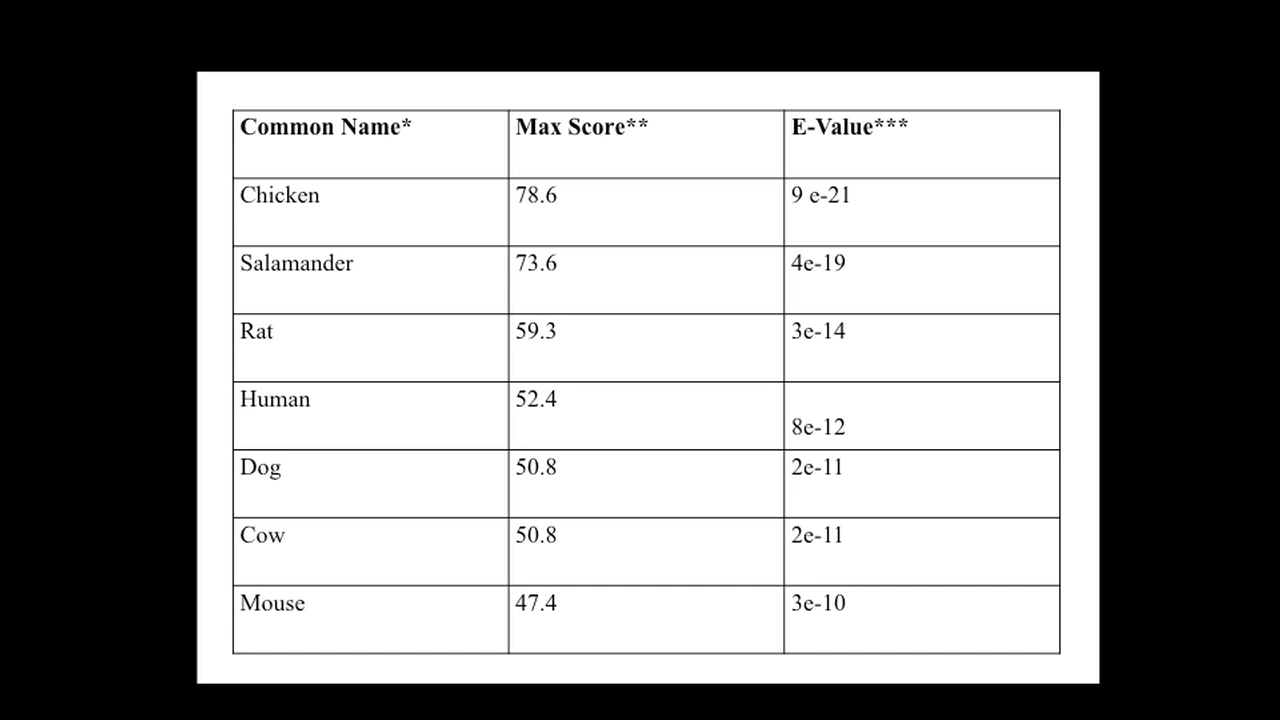 Common Name* Max Score** E-Value***
Chicken 78.6 9 e-21
Salamander 73.6 4e-19
Rat 59.3 3e-14
Human 52.4 8e-12
Dog 50.8 2e-11
Cow 50.8 2e-11
Mouse 47.4 3e-10